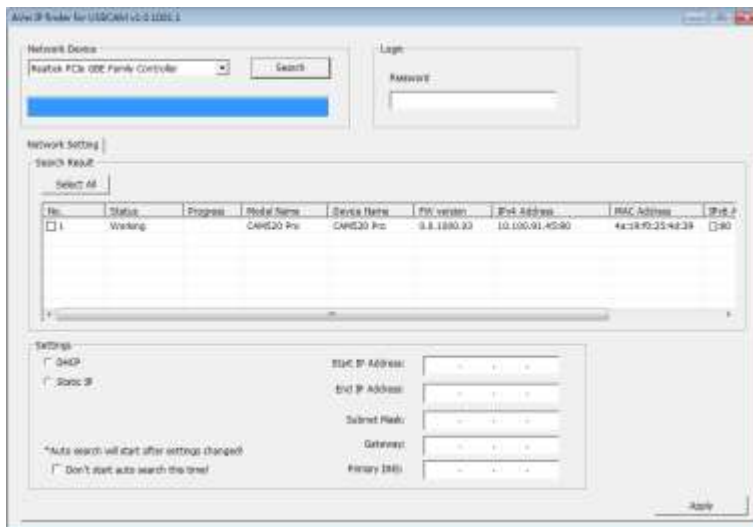 AVer IP finder for USBCAM v1.0.1001.1
Network Device
Realtek PCIe GBE Family Controller
Search
Login
Password
Network Setting
Search Result
Select All
No. Status Progress Model Name Device Name FW version IPv4 Address MAC Address IPv6 A
1 Working CAM520 Pro CAM520 Pro 0.0.1000.93 10.100.91.45:80
Settings
DHCP
Static IP
Start IP Address:
End IP Address:
Subnet Mask:
Gateway:
Primary DNS:
*Auto search will start after settings changed!
Don't start auto search this time!
Apply